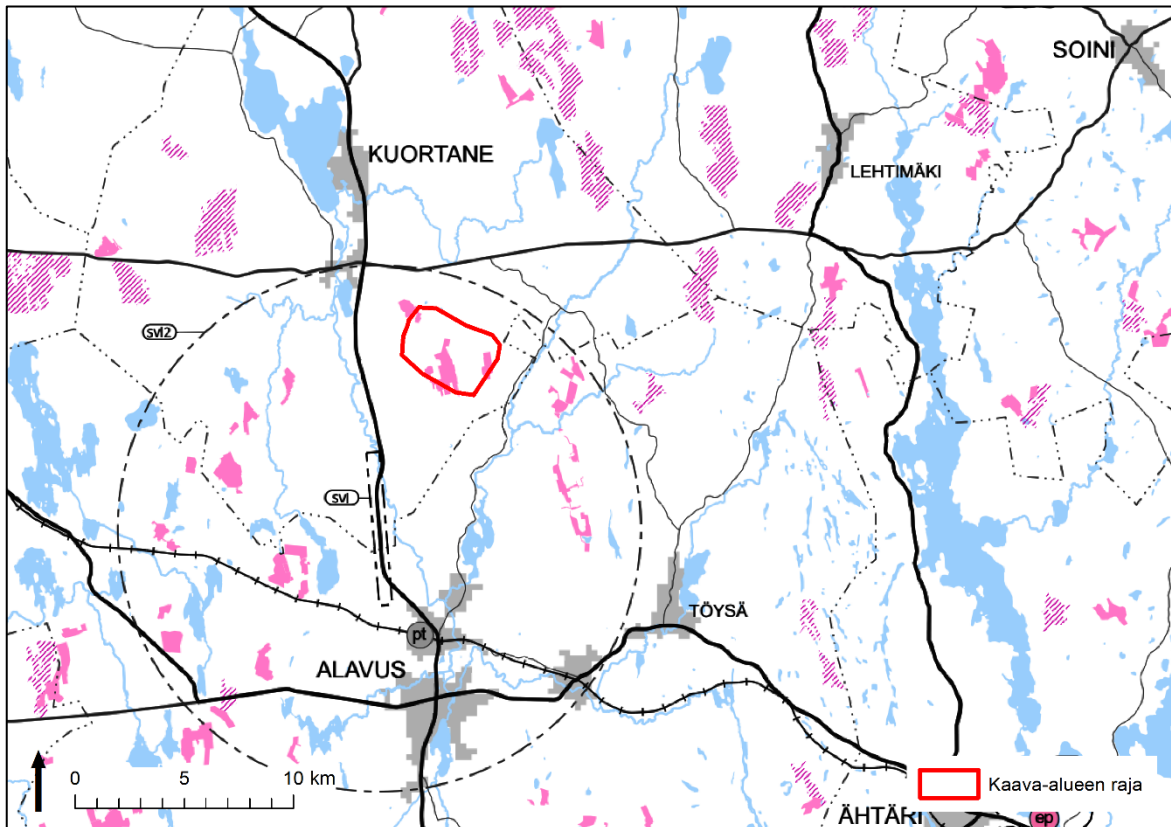 SOINI
KUORTANE
LEHTIMÄKI
svl2
svl
TÖYSÄ
pt
ALAVUS
0 5 10 km
Kaava-alueen raja
ÄHTÄRI
ep